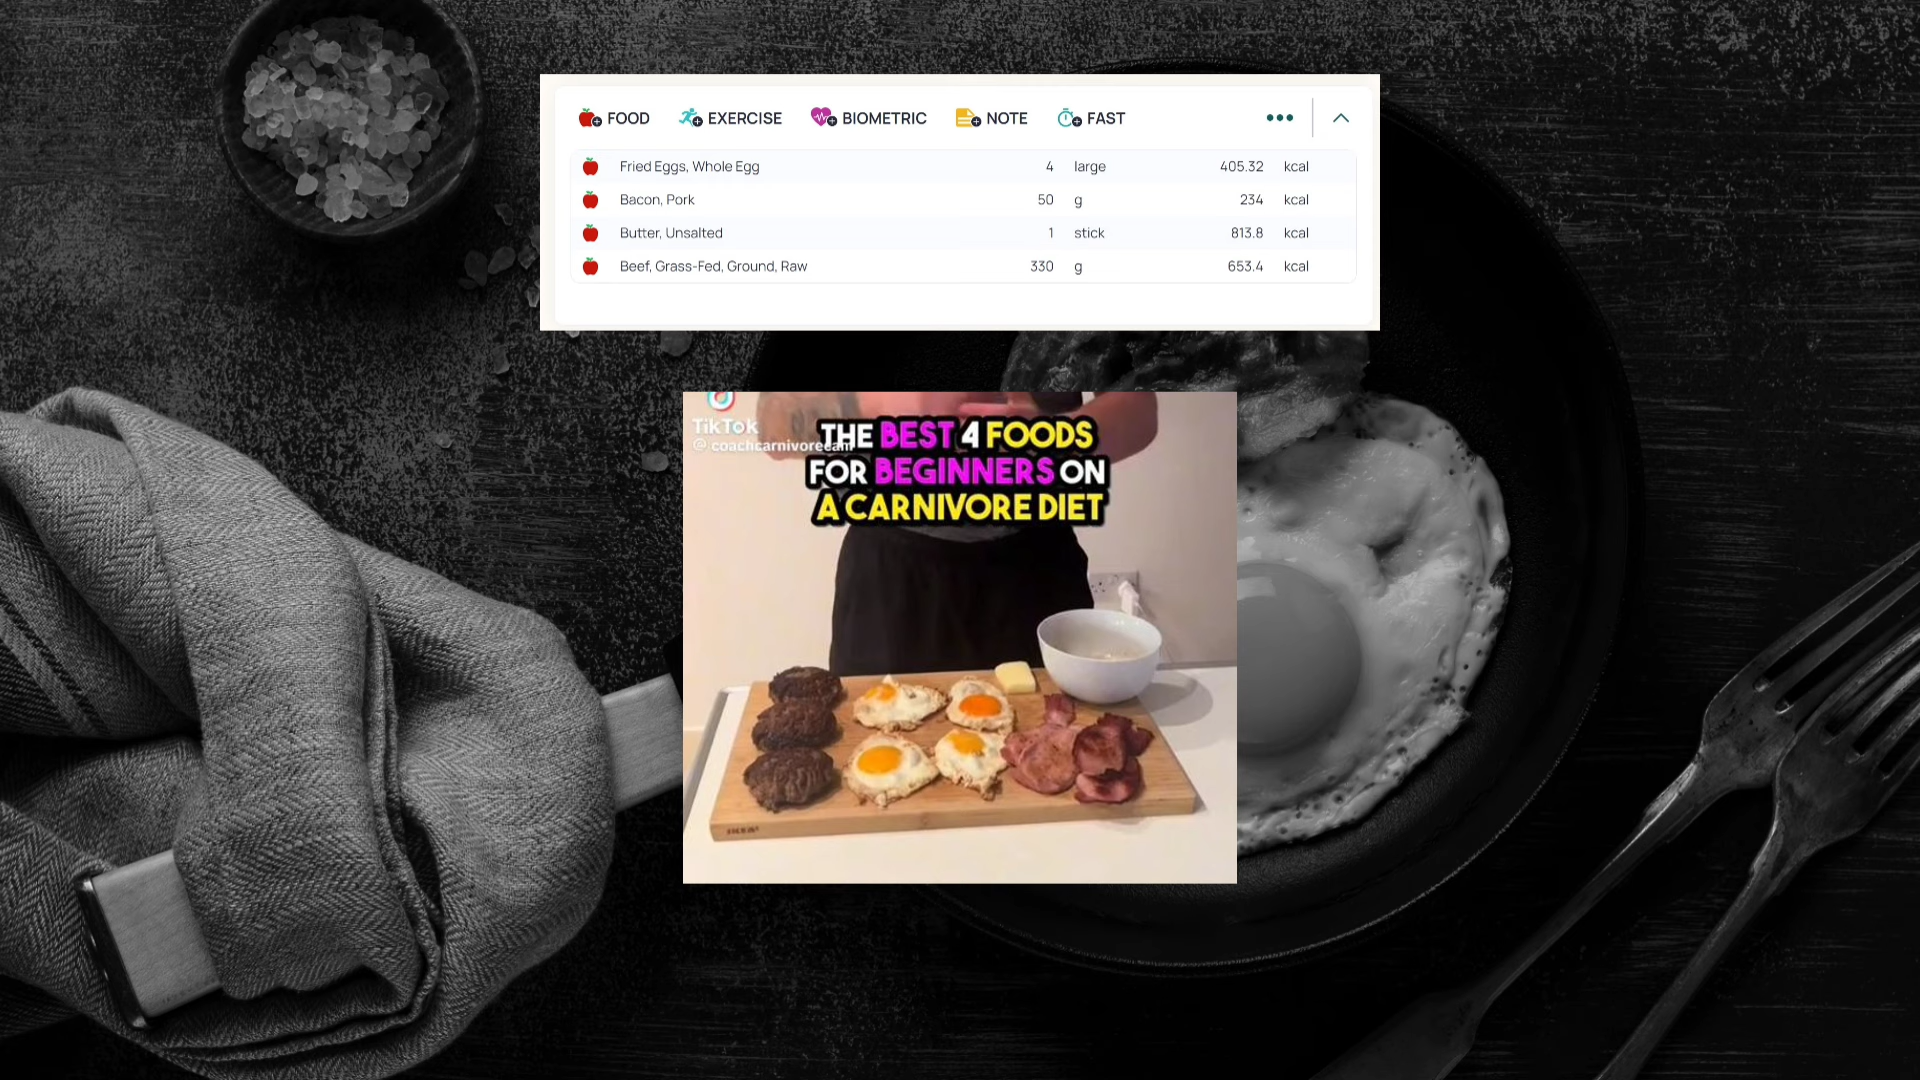 FOOD EXERCISE BIOMETRIC NOTE FAST
Fried Eggs, Whole Egg 4 large 405.32 kcal
Bacon, Pork 50 g 234 kcal
Butter, Unsalted 1 stick 813.8 kcal
Beef, Grass-Fed, Ground, Raw 330 g 653.4 kcal
TikTok
@coachcarnivorecam
THE BEST 4 FOODS
FOR BEGINNERS ON
A CARNIVORE DIET
IKEA